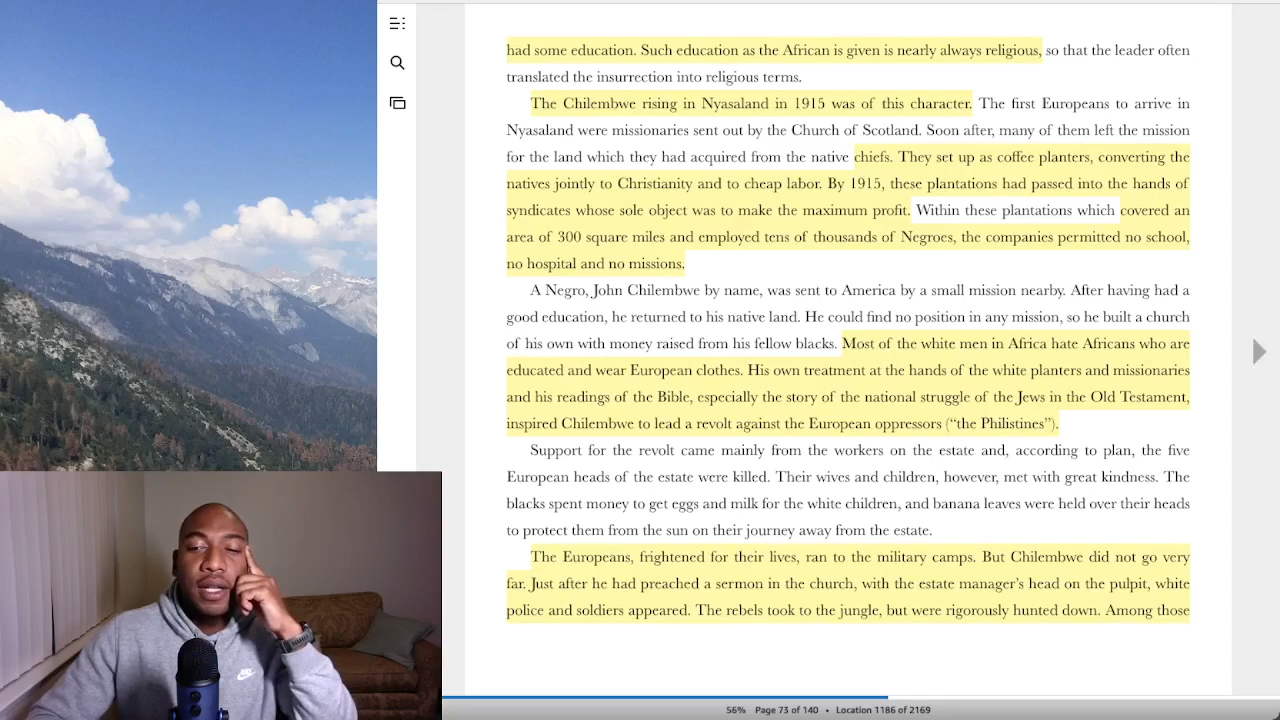 had some education. Such education as the African is given is nearly always religious, so that the leader often
translated the insurrection into religious terms.
The Chilembwe rising in Nyasaland in 1915 was of this character. The first Europeans to arrive in
Nyasaland were missionaries sent out by the Church of Scotland. Soon after, many of them left the mission
for the land which they had acquired from the native chiefs. They set up as coffee planters, converting the
natives jointly to Christianity and to cheap labor. By 1915, these plantations had passed into the hands of
syndicates whose sole object was to make the maximum profit. Within these plantations which covered an
area of 300 square miles and employed tens of thousands of Negroes, the companies permitted no school,
no hospital and no missions.
A Negro, John Chilembwe by name, was sent to America by a small mission nearby. After having had a
good education, he returned to his native land. He could find no position in any mission, so he built a church
of his own with money raised from his fellow blacks. Most of the white men in Africa hate Africans who are
educated and wear European clothes. His own treatment at the hands of the white planters and missionaries
and his readings of the Bible, especially the story of the national struggle of the Jews in the Old Testament,
inspired Chilembwe to lead a revolt against the European oppressors (“the Philistines”).
Support for the revolt came mainly from the workers on the estate and, according to plan, the five
European heads of the estate were killed. Their wives and children, however, met with great kindness. The
blacks spent money to get eggs and milk for the white children, and banana leaves were held over their heads
to protect them from the sun on their journey away from the estate.
The Europeans, frightened for their lives, ran to the military camps. But Chilembwe did not go very
far. Just after he had preached a sermon in the church, with the estate manager’s head on the pulpit, white
police and soldiers appeared. The rebels took to the jungle, but were rigorously hunted down. Among those
56% Page 73 of 140 • Location 1186 of 2169